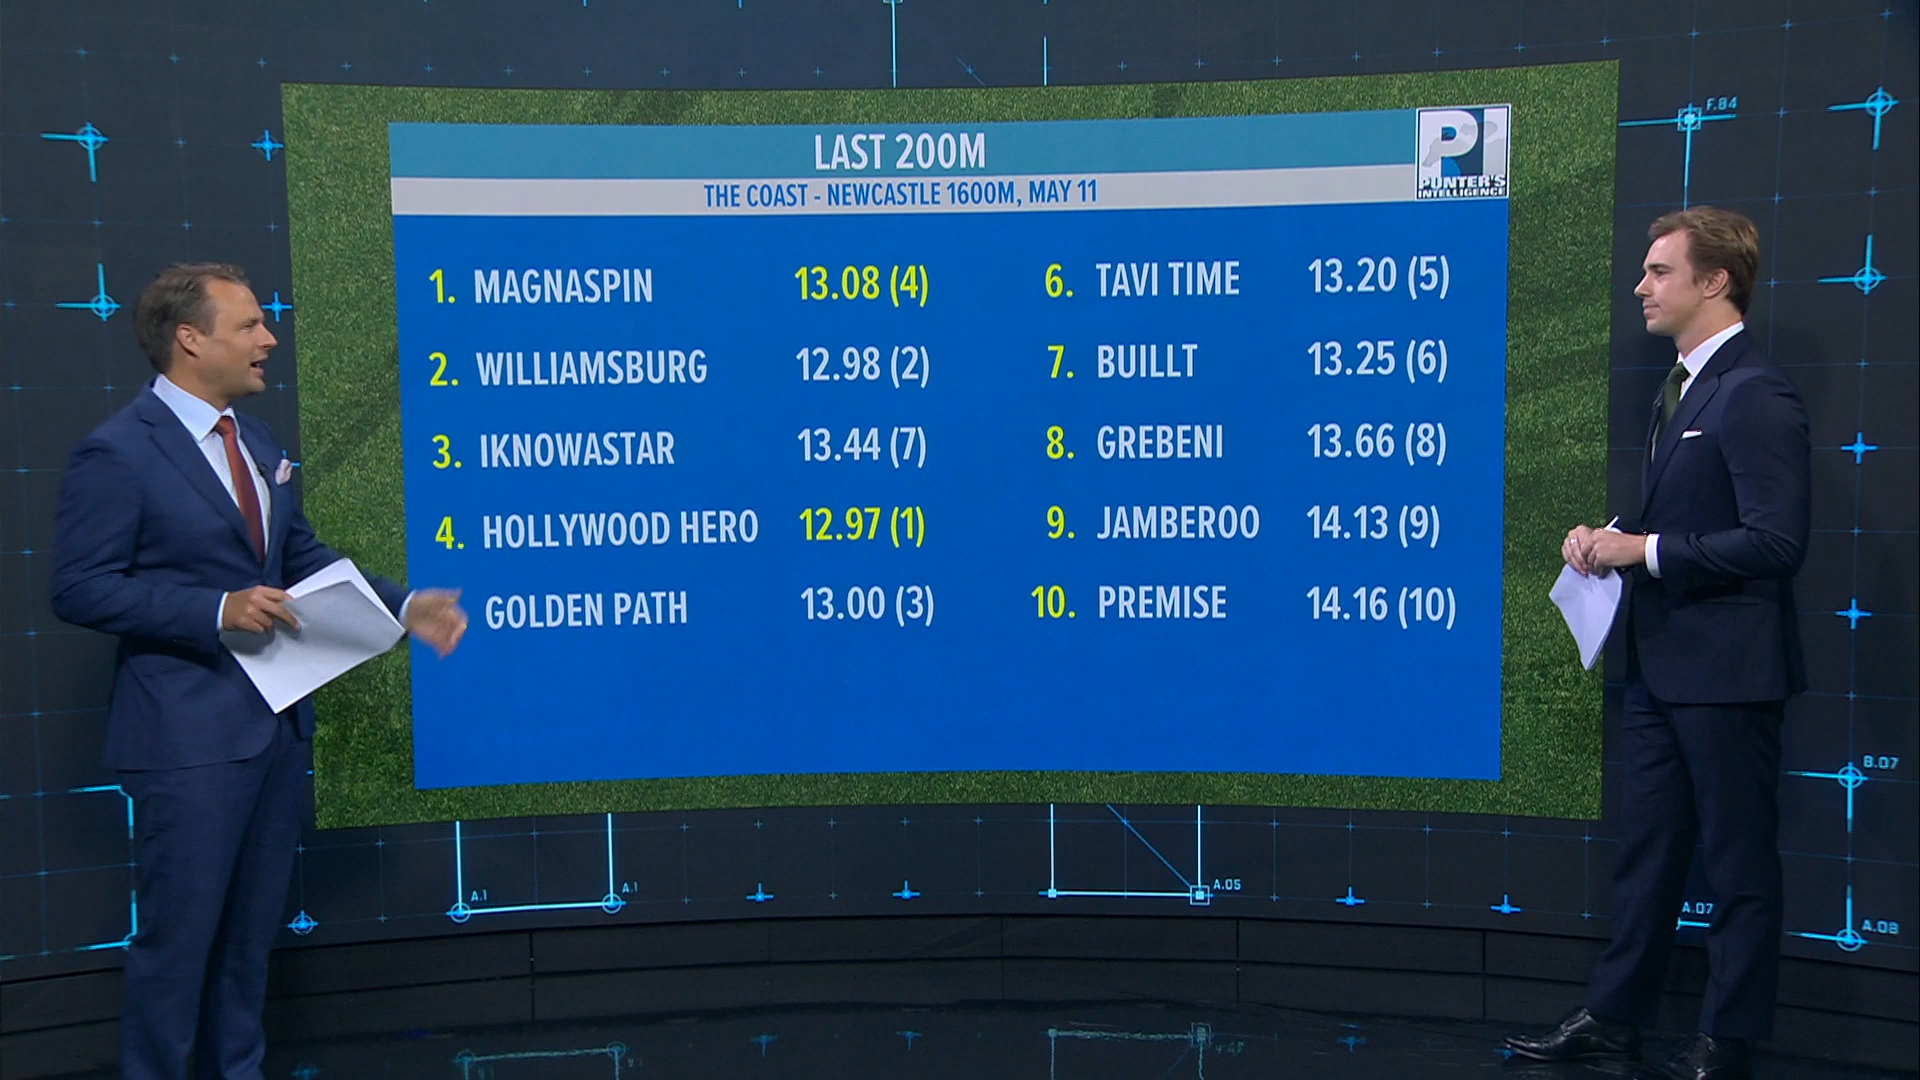 LAST 200M
THE COAST - NEWCASTLE 1600M, MAY 11
PI
PUNTER'S
INTELLIGENCE
1. MAGNASPIN 13.08 (4)
2. WILLIAMSBURG 12.98 (2)
3. IKNOWASTAR 13.44 (7)
4. HOLLYWOOD HERO 12.97 (1)
GOLDEN PATH 13.00 (3)
6. TAVI TIME 13.20 (5)
7. BUILLT 13.25 (6)
8. GREBENI 13.66 (8)
9. JAMBEROO 14.13 (9)
10. PREMISE 14.16 (10)
F.84
B.07
A.1
A.1
A.05
A.07
A.08